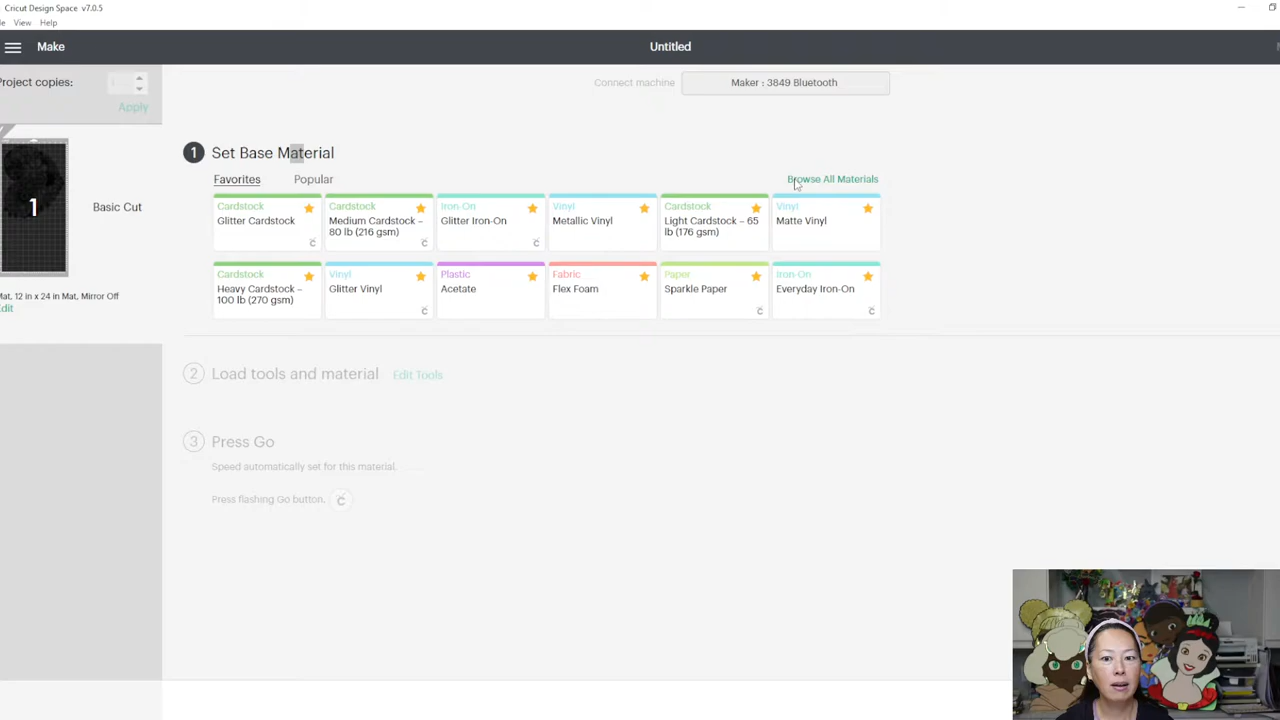 Cricut Design Space v7.0.5
View Help
Make
Untitled
Project copies:
Apply
Connect machine
Maker : 3849 Bluetooth
1
Basic Cut
Mat, 12 in x 24 in Mat, Mirror Off
1 Set Base Material
Favorites
Popular
Browse All Materials
Cardstock
Glitter Cardstock
Cardstock
Medium Cardstock –
80 lb (216 gsm)
Iron-On
Glitter Iron-On
Vinyl
Metallic Vinyl
Cardstock
Light Cardstock – 65
lb (176 gsm)
Vinyl
Matte Vinyl
Cardstock
Heavy Cardstock –
100 lb (270 gsm)
Vinyl
Glitter Vinyl
Plastic
Acetate
Fabric
Flex Foam
Paper
Sparkle Paper
Iron-On
Everyday Iron-On
2 Load tools and material
Edit Tools
3 Press Go
Speed automatically set for this material.
Press flashing Go button.